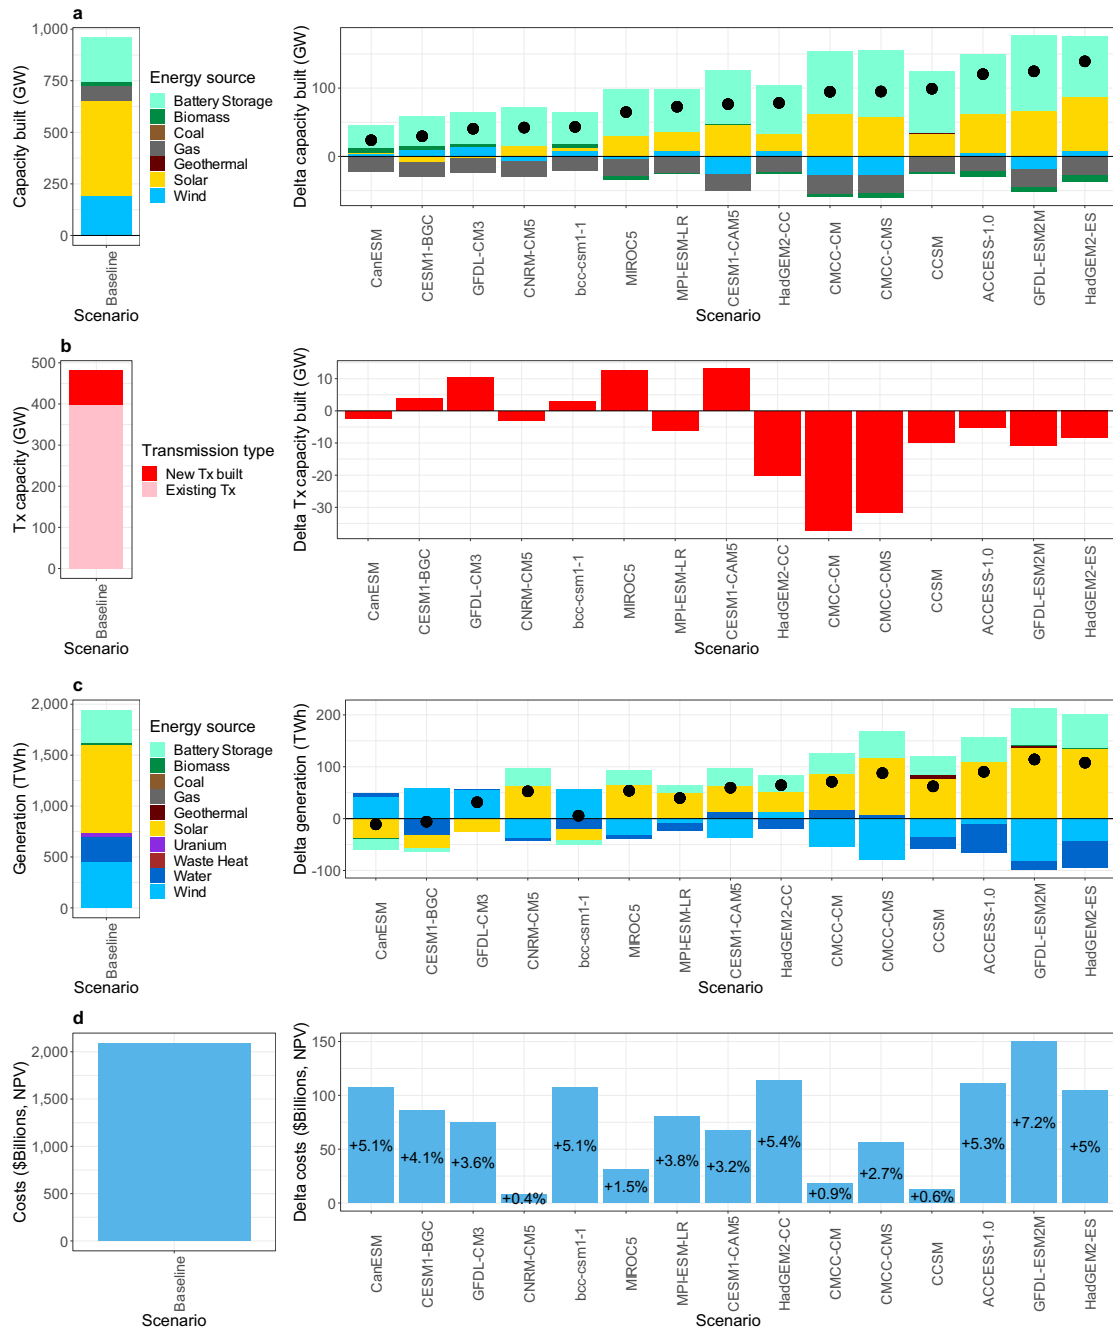 a
Capacity built (GW)
1,000
750
500
250
0
Baseline
Scenario
Energy source
Battery Storage
Biomass
Coal
Gas
Geothermal
Solar
Wind
Delta capacity built (GW)
100
0
CanESM
CESM1-BGC
GFDL-CM3
CNRM-CM5
bcc-csm1-1
MIROC5
MPI-ESM-LR
CESM1-CAM5
HadGEM2-CC
CMCC-CM
CMCC-CMS
CCSM
ACCESS-1.0
GFDL-ESM2M
HadGEM2-ES
Scenario
b
Tx capacity (GW)
500
400
300
200
100
0
Baseline
Scenario
Transmission type
New Tx built
Existing Tx
Delta Tx capacity built (GW)
10
0
-10
-20
-30
CanESM
CESM1-BGC
GFDL-CM3
CNRM-CM5
bcc-csm1-1
MIROC5
MPI-ESM-LR
CESM1-CAM5
HadGEM2-CC
CMCC-CM
CMCC-CMS
CCSM
ACCESS-1.0
GFDL-ESM2M
HadGEM2-ES
Scenario
c
Generation (TWh)
2,000
1,500
1,000
500
0
Baseline
Scenario
Energy source
Battery Storage
Biomass
Coal
Gas
Geothermal
Solar
Uranium
Waste Heat
Water
Wind
Delta generation (TWh)
200
100
0
-100
CanESM
CESM1-BGC
GFDL-CM3
CNRM-CM5
bcc-csm1-1
MIROC5
MPI-ESM-LR
CESM1-CAM5
HadGEM2-CC
CMCC-CM
CMCC-CMS
CCSM
ACCESS-1.0
GFDL-ESM2M
HadGEM2-ES
Scenario
d
Costs ($Billions, NPV)
2,000
1,500
1,000
500
0
Baseline
Scenario
Delta costs ($Billions, NPV)
150
100
50
0
+5.1%
+4.1%
+3.6%
+0.4%
+5.1%
+1.5%
+3.8%
+3.2%
+5.4%
+0.9%
+2.7%
+0.6%
+5.3%
+7.2%
+5%
CanESM
CESM1-BGC
GFDL-CM3
CNRM-CM5
bcc-csm1-1
MIROC5
MPI-ESM-LR
CESM1-CAM5
HadGEM2-CC
CMCC-CM
CMCC-CMS
CCSM
ACCESS-1.0
GFDL-ESM2M
HadGEM2-ES
Scenario